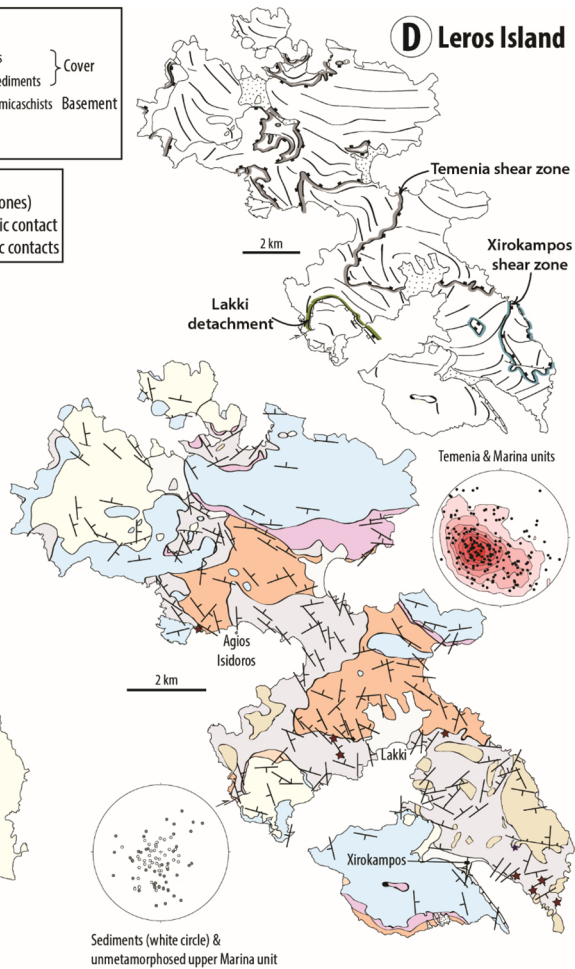 D Leros Island
s
ediments
Cover
micaschists Basement
ones)
ic contact
c contacts
Temenia shear zone
2 km
Xirokampos
shear zone
Lakki
detachment
Temenia & Marina units
Agios
Isidoros
2 km
Lakki
Xirokampos
Sediments (white circle) &
unmetamorphosed upper Marina unit